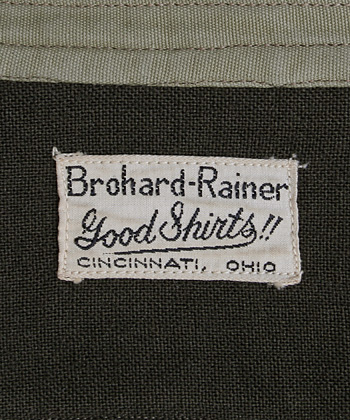 Brohard-Rainer
Good Shirts!!
CINCINNATI, OHIO